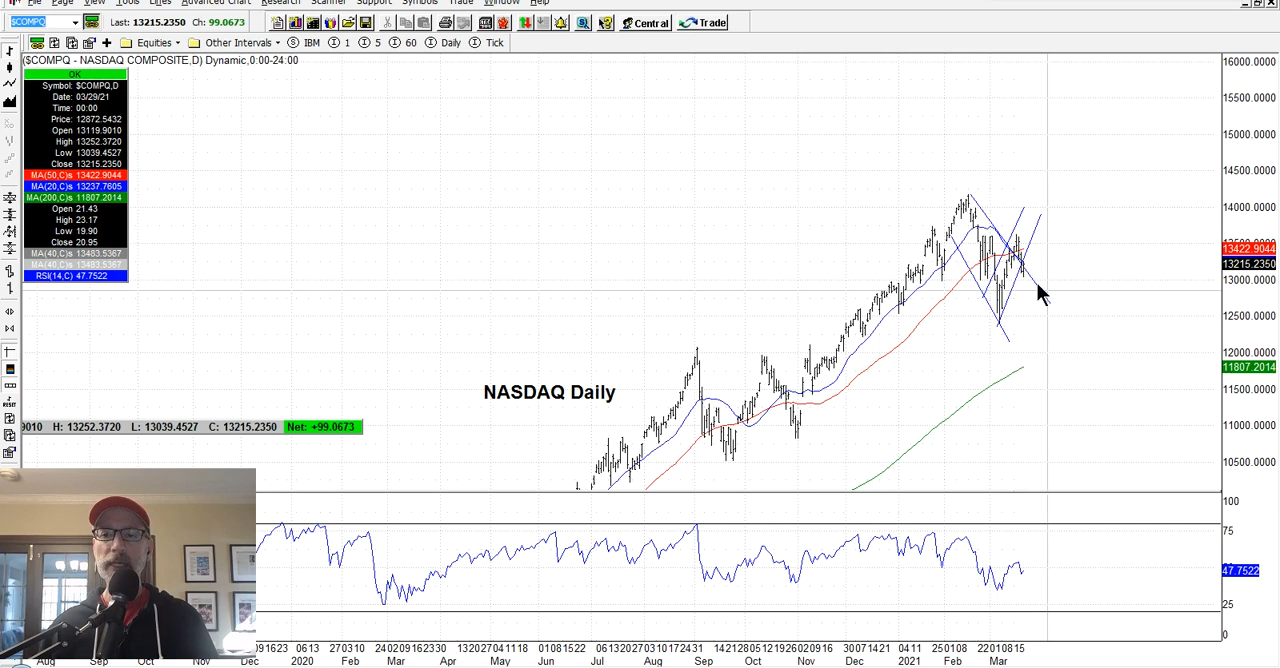 File Page View Tools Lines Advanced Chart Research Scanner Support Symbols Trade Window Help
$COMPQ Last: 13215.2350 Ch: 99.0673 Central Trade
Equities Other Intervals S IBM I 1 I 5 I 60 I Daily I Tick
($COMPQ - NASDAQ COMPOSITE,D) Dynamic,0:00-24:00
OK
Symbol: $COMPQ,D
Date: 03/29/21
Time: 00:00
Price: 12872.5432
Open 13119.9010
High 13252.3720
Low 13039.4527
Close 13215.2350
MA(50,C)s 13422.9044
MA(20,C)s 13237.7605
MA(200,C)s 11807.2014
Open 21.43
High 23.17
Low 19.90
Close 20.95
MA(40,C)s 13483.5367
MA(40,C)s 13483.5367
RSI(14,C) 47.7522
RESET
16000.0000
15500.0000
15000.0000
14500.0000
14000.0000
13422.9044
13215.2350
13000.0000
12500.0000
12000.0000
11807.2014
11500.0000
11000.0000
10500.0000
NASDAQ Daily
9010 H: 13252.3720 L: 13039.4527 C: 13215.2350 Net: +99.0673
100
75
47.7522
25
0
Aug Sep Oct Nov Dec 2020 Feb Mar Apr May Jun Jul Aug Sep Oct Nov Dec 2021 Feb Mar